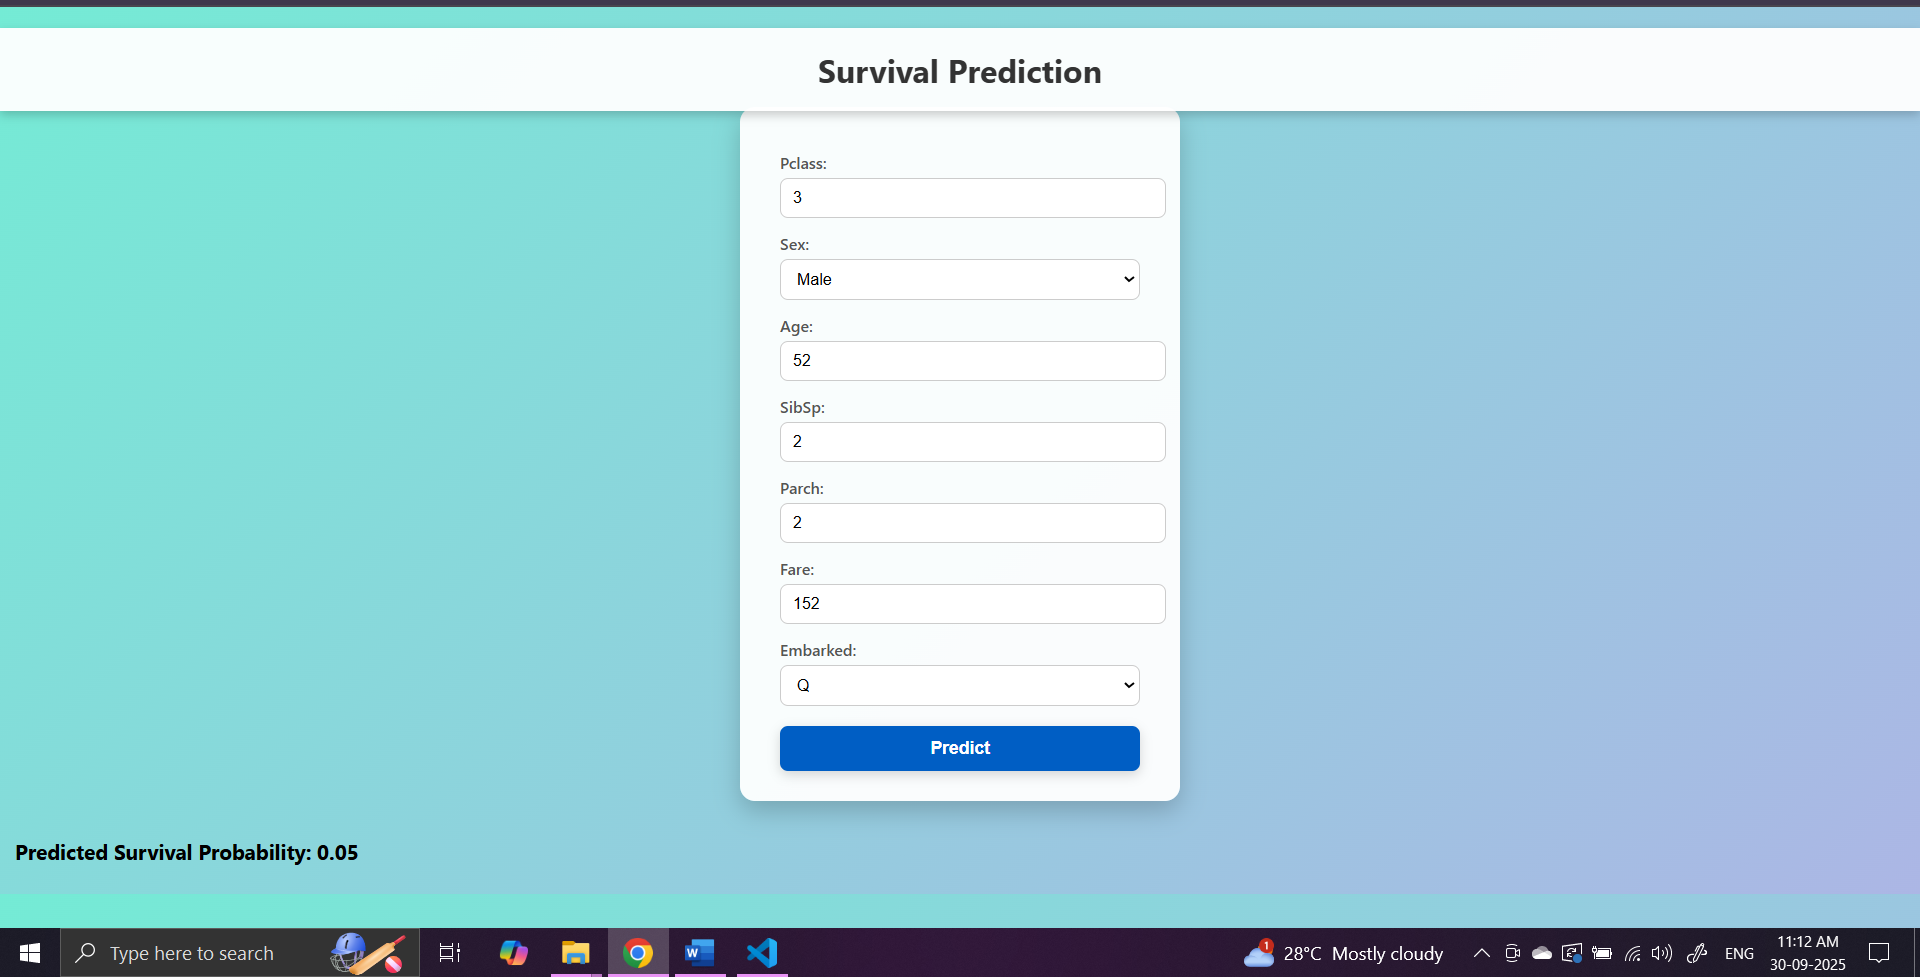 Survival Prediction
Pclass:
3
Sex:
Male
Age:
52
SibSp:
2
Parch:
2
Fare:
152
Embarked:
Q
Predict
Predicted Survival Probability: 0.05
Type here to search
W
1
28°C Mostly cloudy
ENG
11:12 AM
30-09-2025